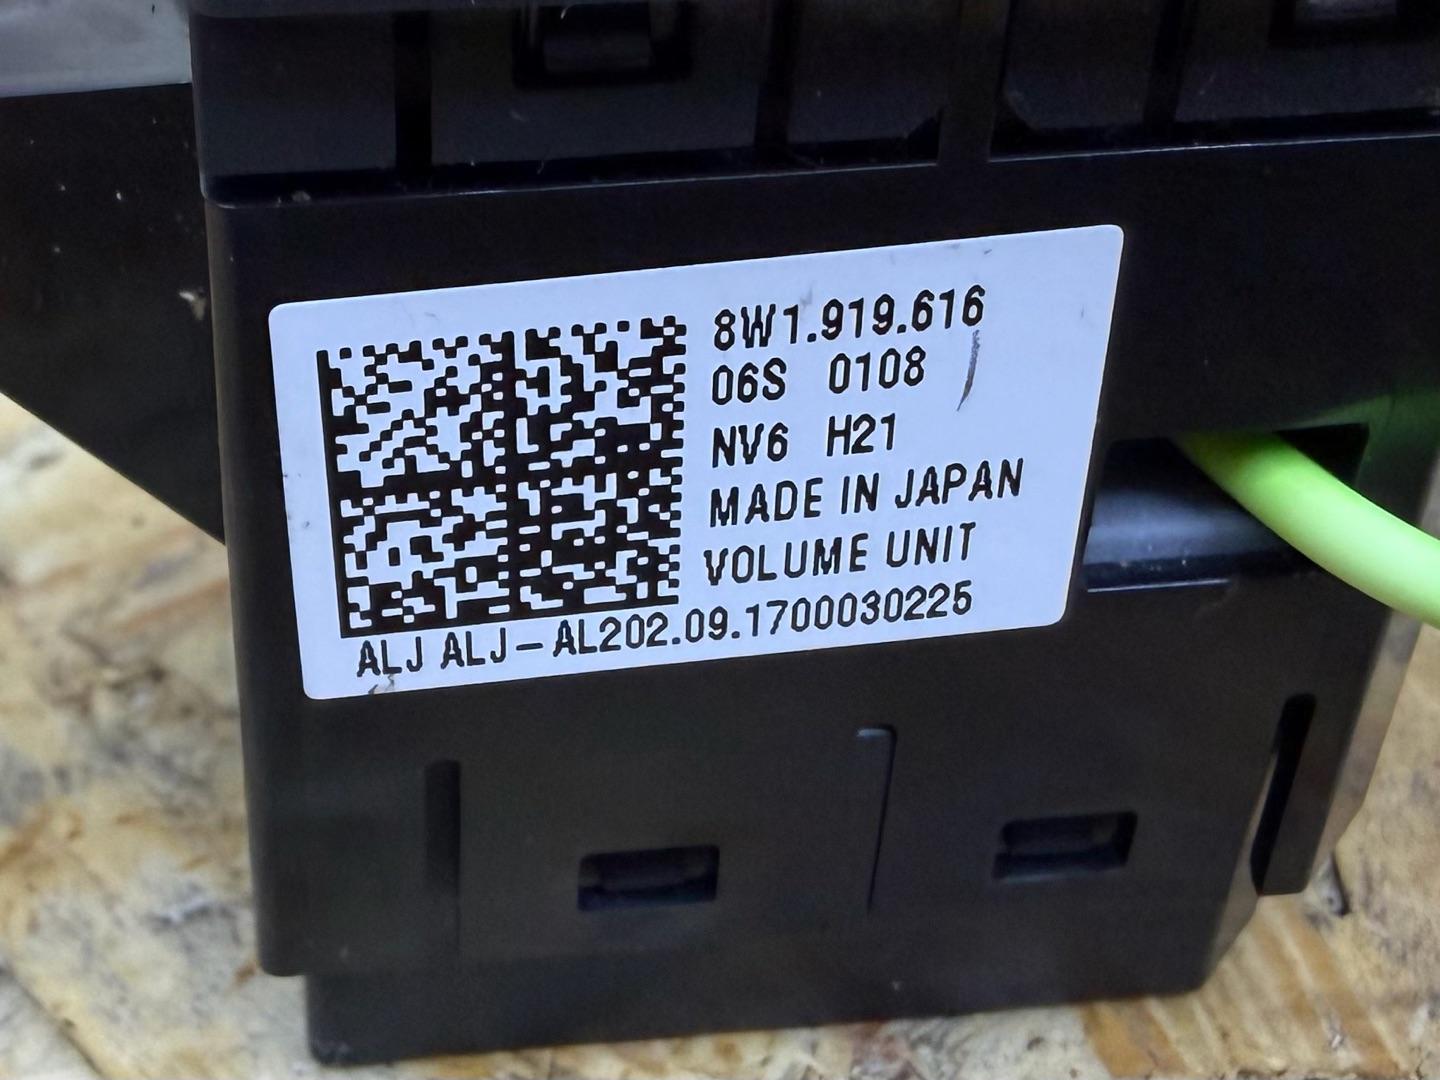 8W1.919.616
06S 0108
NV6 H21
MADE IN JAPAN
VOLUME UNIT
ALJ ALJ-AL202.09.1700030225